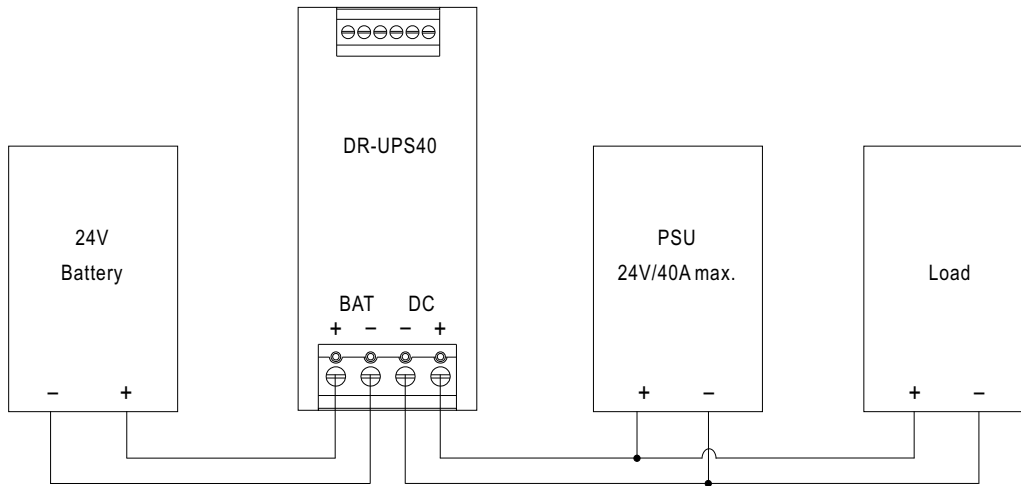 DR-UPS40
24V
Battery
PSU
24V/40A max.
Load
BAT DC
+ − − +
− +
+ −
+ −